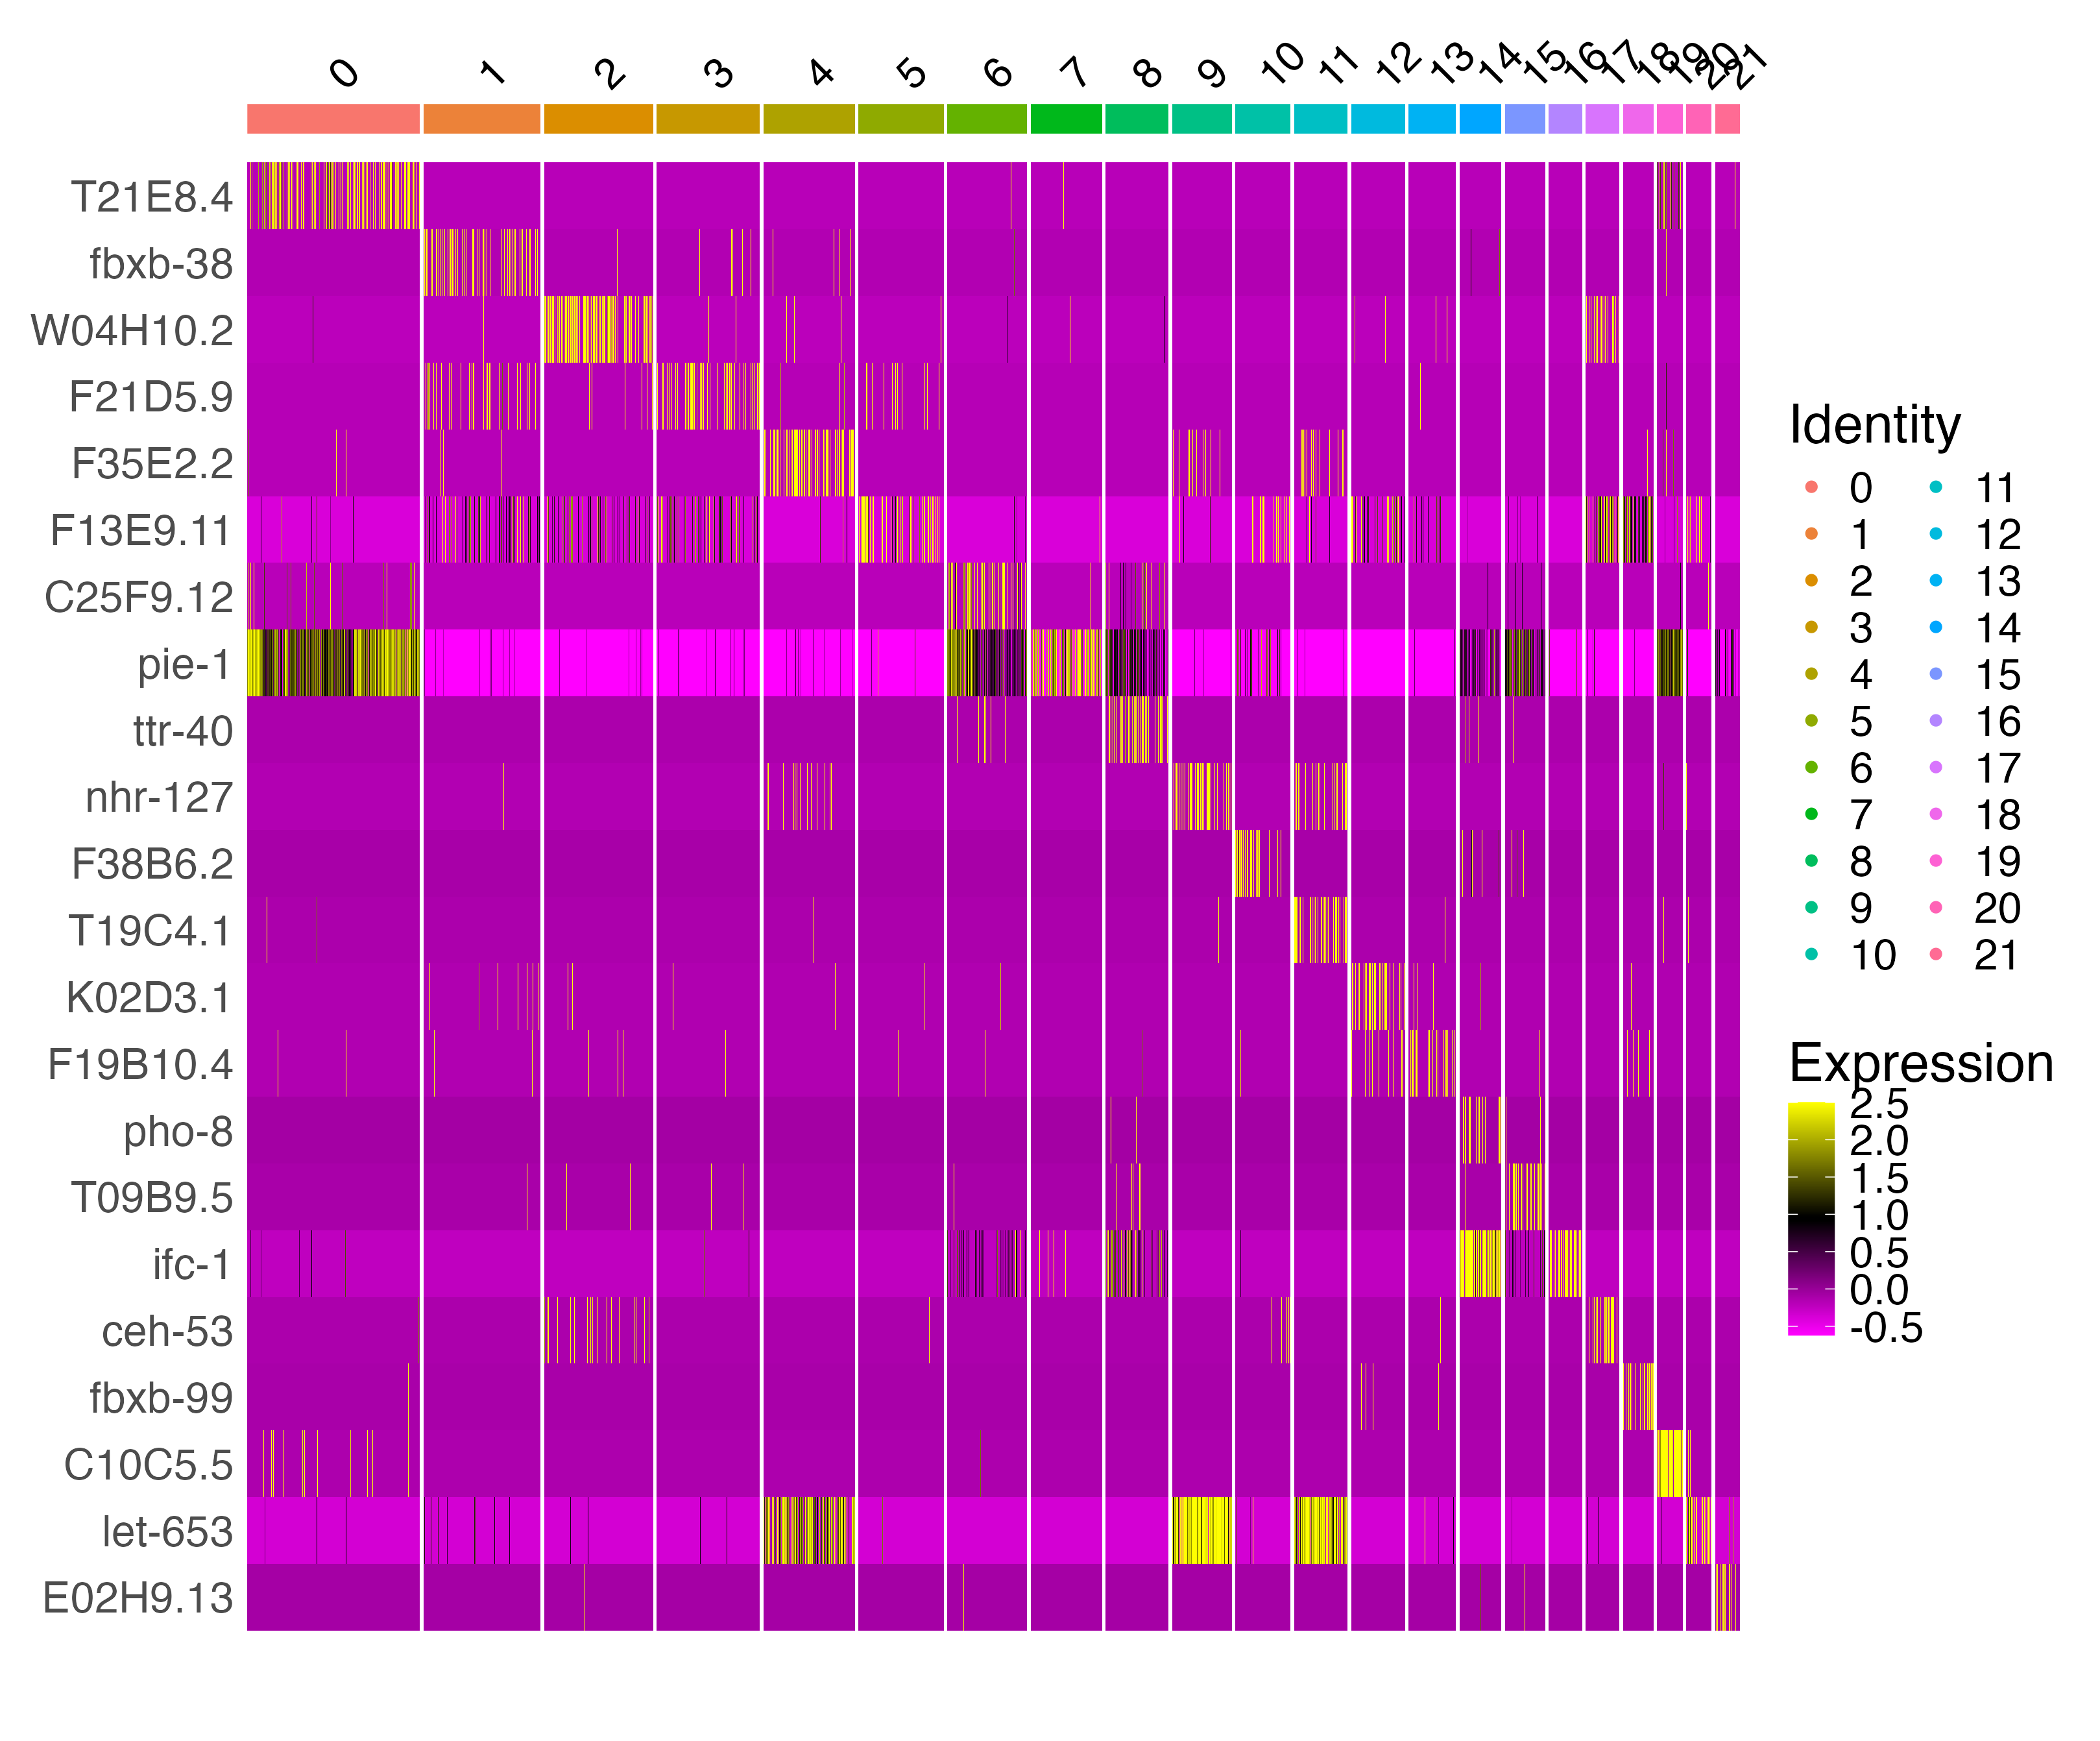 0 1 2 3 4 5 6 7 8 9 10 11 12 13 14 15 16 17 18 19 20 21
T21E8.4
fbxb-38
W04H10.2
F21D5.9
F35E2.2
F13E9.11
C25F9.12
pie-1
ttr-40
nhr-127
F38B6.2
T19C4.1
K02D3.1
F19B10.4
pho-8
T09B9.5
ifc-1
ceh-53
fbxb-99
C10C5.5
let-653
E02H9.13
Identity
0 11
1 12
2 13
3 14
4 15
5 16
6 17
7 18
8 19
9 20
10 21
Expression
2.5
2.0
1.5
1.0
0.5
0.0
-0.5